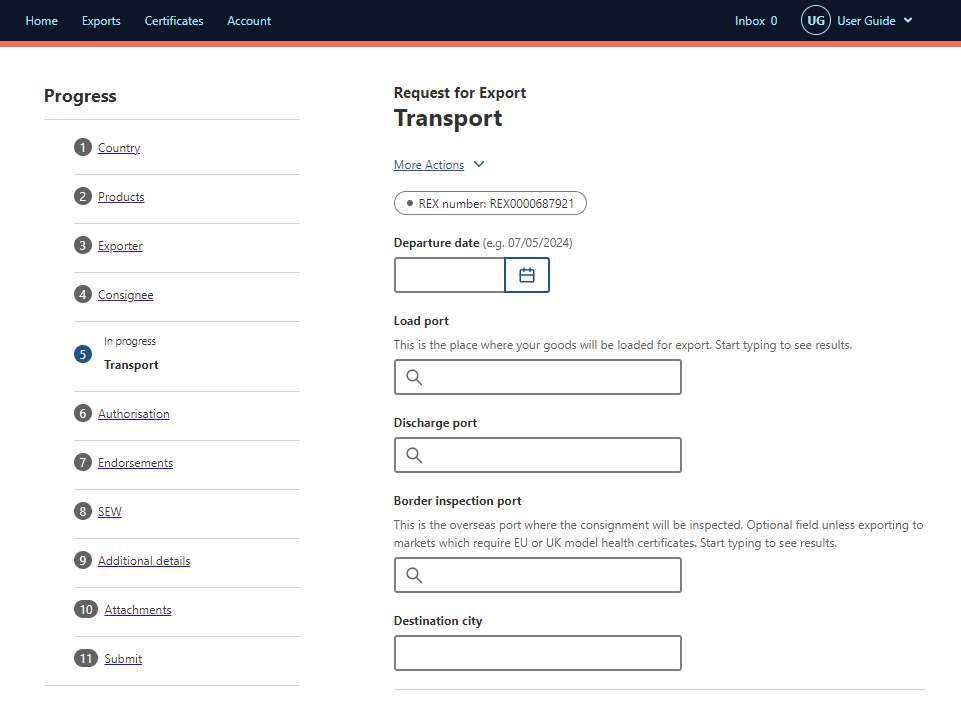 Home Exports Certificates Account Inbox 0 UG User Guide
Progress
1 Country
2 Products
3 Exporter
4 Consignee
In progress
5 Transport
6 Authorisation
7 Endorsements
8 SEW
9 Additional details
10 Attachments
11 Submit
Request for Export
Transport
More Actions
REX number: REX0000687921
Departure date (e.g. 07/05/2024)
Load port
This is the place where your goods will be loaded for export. Start typing to see results.
Discharge port
Border inspection port
This is the overseas port where the consignment will be inspected. Optional field unless exporting to
markets which require EU or UK model health certificates. Start typing to see results.
Destination city